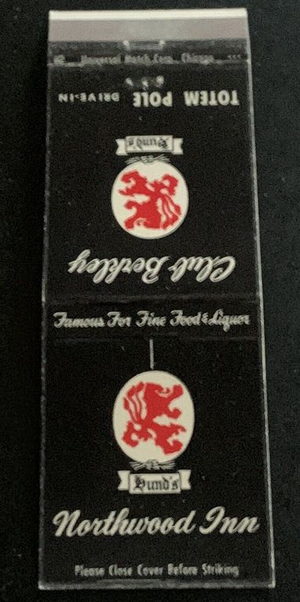 Universal Match Corp. Chicago
TOTEM POLE DRIVE-IN
Hund's
Club Berkley
Famous For Fine Food & Liquor
Hund's
Northwood Inn
Please Close Cover Before Striking